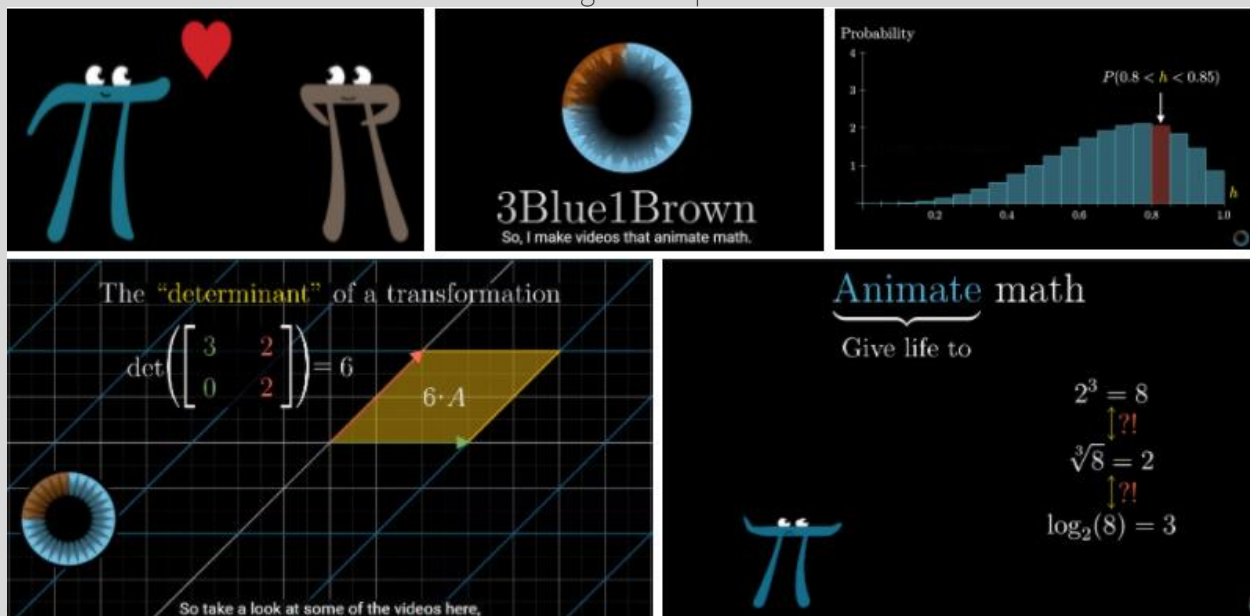 3Blue1Brown
So, I make videos that animate math.
Probability
4
3
2
1
P(0.8 < h < 0.85)
h
0.2 0.4 0.6 0.8 1.0
The “determinant” of a transformation
det([3 2
0 2]) = 6
6·A
So take a look at some of the videos here,
Animate math
Give life to
2³ = 8
?!
∛8 = 2
?!
log₂(8) = 3